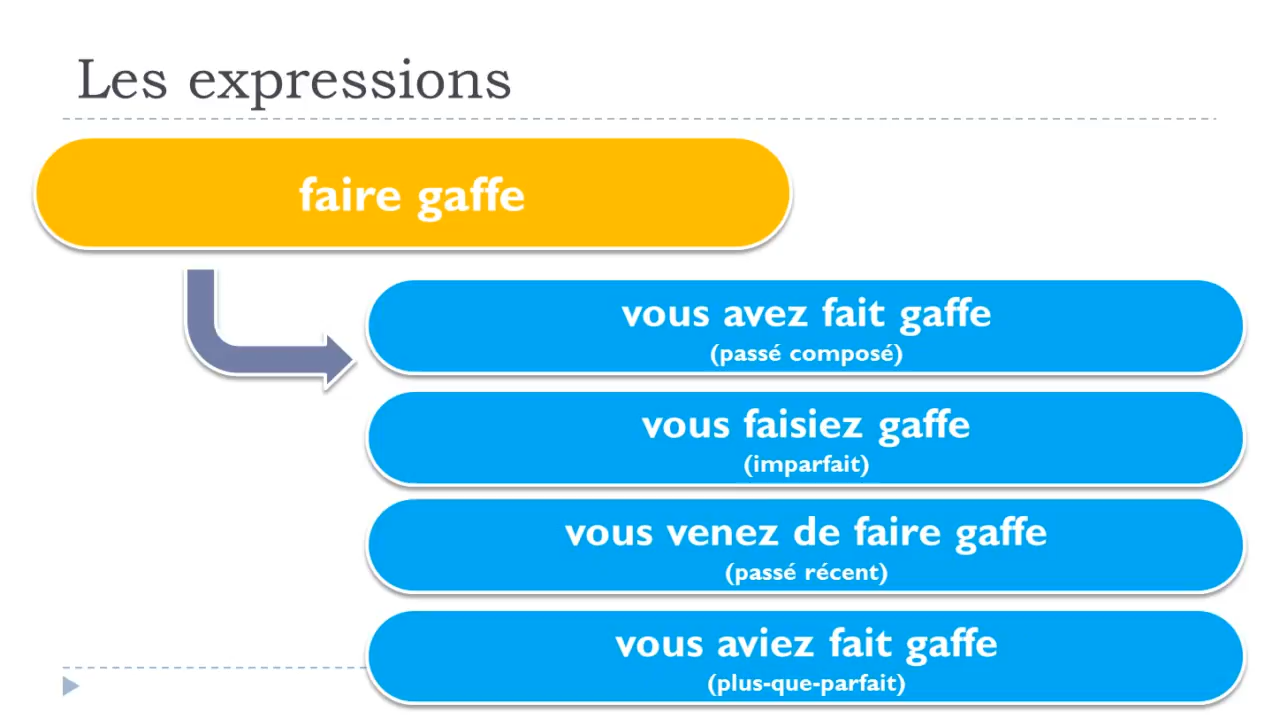 Les expressions
faire gaffe
vous avez fait gaffe
(passé composé)
vous faisiez gaffe
(imparfait)
vous venez de faire gaffe
(passé récent)
vous aviez fait gaffe
(plus-que-parfait)